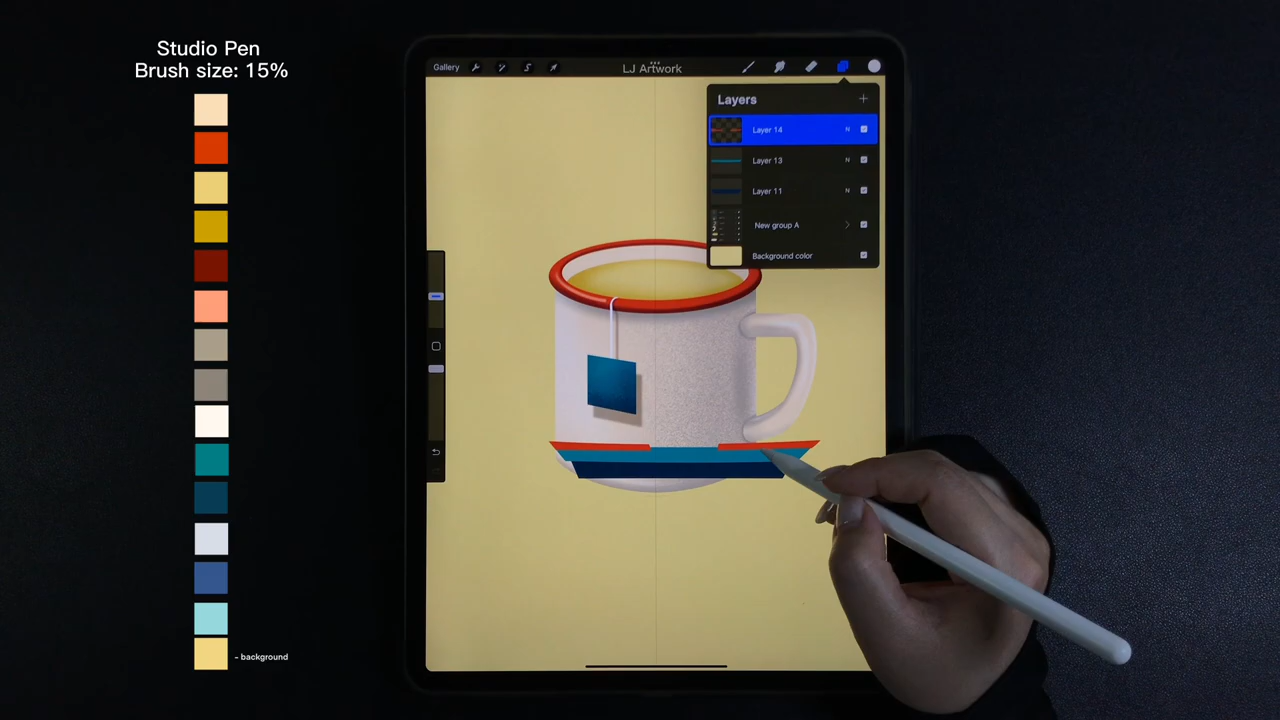 Studio Pen
Brush size: 15%
- background
Gallery
LJ Artwork
Layers
Layer 14
N
Layer 13
N
Layer 11
N
New group A
Background color